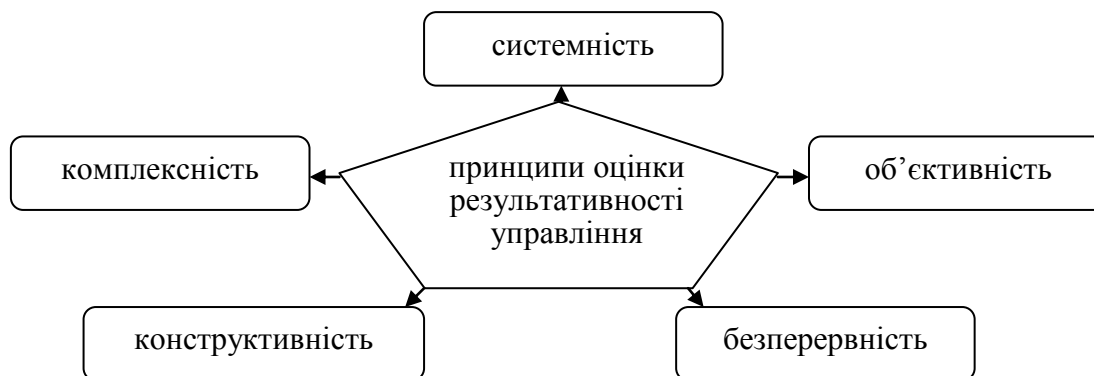 системність
комплексність
принципи оцінки
результативності
управління
об’єктивність
конструктивність
безперервність